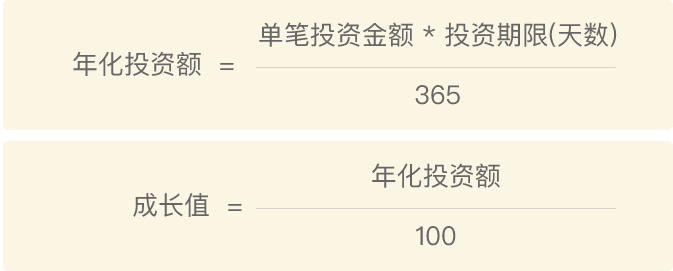 单笔投资金额 * 投资期限(天数)
年化投资额 =
365
年化投资额
成长值 =
100